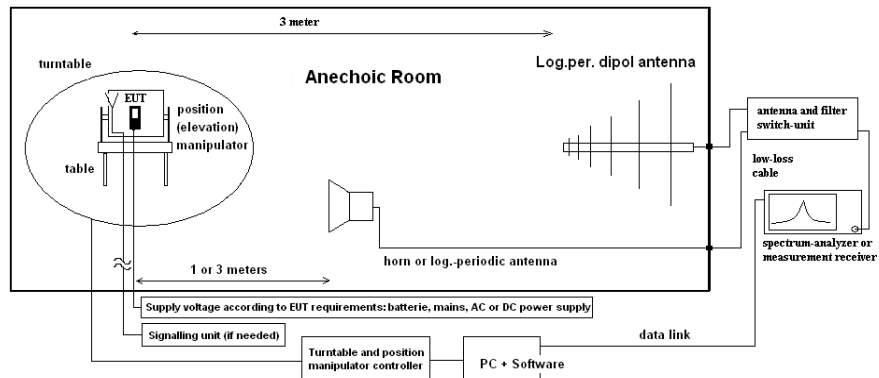 3 meter
turntable
Anechoic Room
Log.per. dipol antenna
EUT
position
(elevation)
manipulator
table
antenna and filter
switch-unit
low-loss
cable
spectrum-analyzer or
measurement receiver
horn or log.-periodic antenna
1 or 3 meters
Supply voltage according to EUT requirements: batterie, mains, AC or DC power supply
Signalling unit (if needed)
data link
Turntable and position
manipulator controller
PC + Software